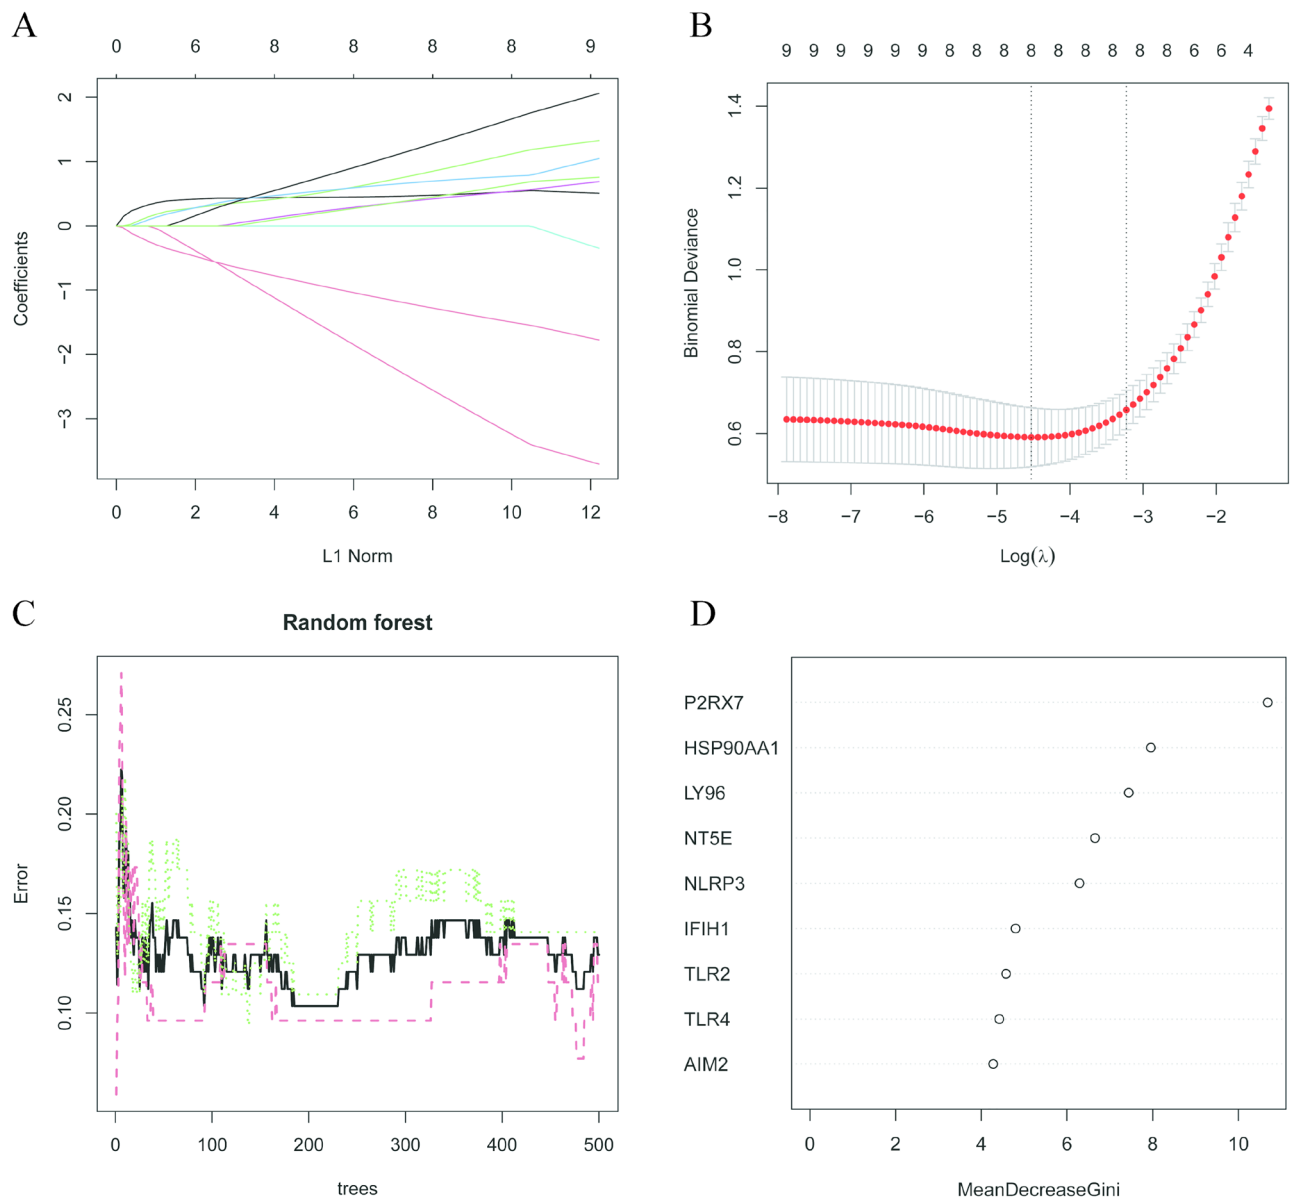 A
0 6 8 8 8 8 9
2
1
0
−1
−2
−3
Coefficients
0 2 4 6 8 10 12
L1 Norm
B
9 9 9 9 9 9 8 8 8 8 8 8 8 8 8 6 6 4
1.4
1.2
1.0
0.8
0.6
Binomial Deviance
−8 −7 −6 −5 −4 −3 −2
Log(λ)
C
Random forest
0.25
0.20
0.15
0.10
Error
0 100 200 300 400 500
trees
D
P2RX7
HSP90AA1
LY96
NT5E
NLRP3
IFIH1
TLR2
TLR4
AIM2
0 2 4 6 8 10
MeanDecreaseGini